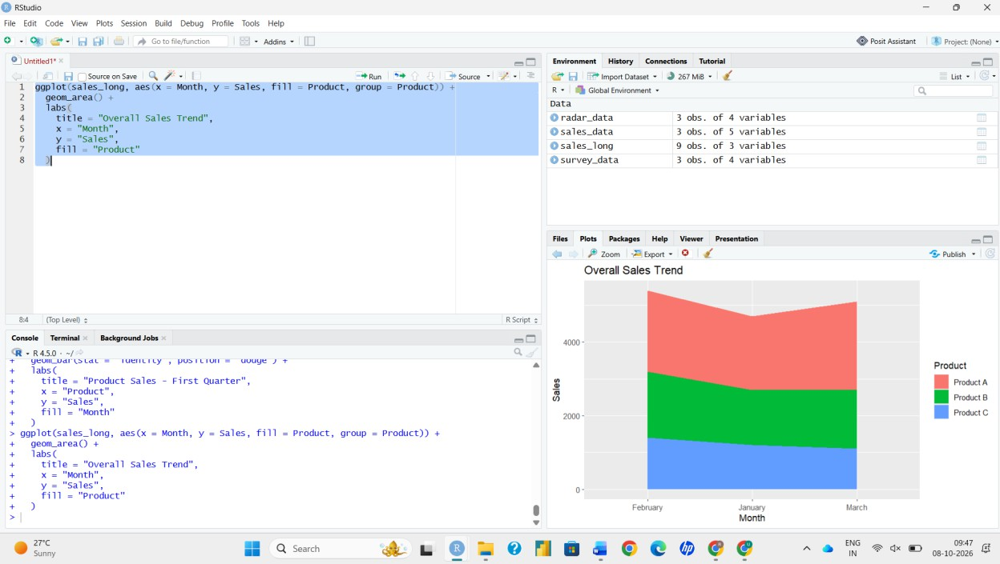 RStudio
File Edit Code View Plots Session Build Debug Profile Tools Help
Go to file/function Addins Posit Assistant Project: (None)
Untitled1*
Source on Save Run Source
1 ggplot(sales_long, aes(x = Month, y = Sales, fill = Product, group = Product)) +
2 geom_area() +
3 labs(
4 title = "Overall Sales Trend",
5 x = "Month",
6 y = "Sales",
7 fill = "Product"
8 )
8:4 (Top Level) R Script
Console Terminal Background Jobs
R 4.5.0 · ~/
+ geom_bar(stat = "identity", position = "dodge") +
+ labs(
+ title = "Product Sales - First Quarter",
+ x = "Product",
+ y = "Sales",
+ fill = "Month"
+ )
> ggplot(sales_long, aes(x = Month, y = Sales, fill = Product, group = Product)) +
+ geom_area() +
+ labs(
+ title = "Overall Sales Trend",
+ x = "Month",
+ y = "Sales",
+ fill = "Product"
+ )
>
Environment History Connections Tutorial
Import Dataset 267 MiB List
R Global Environment
Data
radar_data 3 obs. of 4 variables
sales_data 3 obs. of 5 variables
sales_long 9 obs. of 3 variables
survey_data 3 obs. of 4 variables
Files Plots Packages Help Viewer Presentation
Zoom Export Publish
Overall Sales Trend
Sales
4000
2000
0
February January March
Month
Product
Product A
Product B
Product C
27°C
Sunny
Search
ENG
IN
09:47
08-10-2026